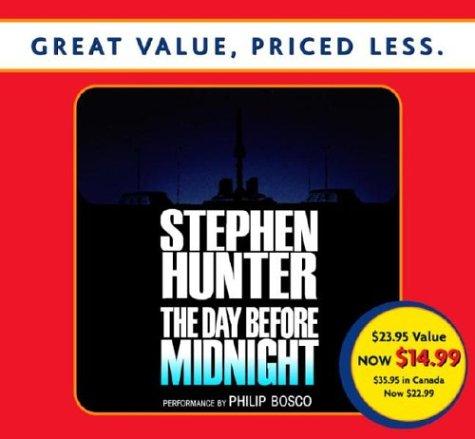 GREAT VALUE, PRICED LESS.
STEPHEN
HUNTER
THE DAY BEFORE
MIDNIGHT
PERFORMANCE BY PHILIP BOSCO
$23.95 Value
NOW $14.99
$35.95 in Canada
Now $22.99